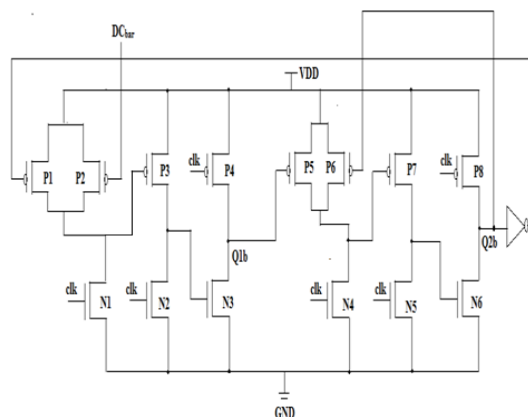 DCbar
VDD
P1 P2 P3 clk P4 P5 P6 P7 clk P8
Q1b Q2b
clk N1 clk N2 N3 clk N4 clk N5 N6
GND